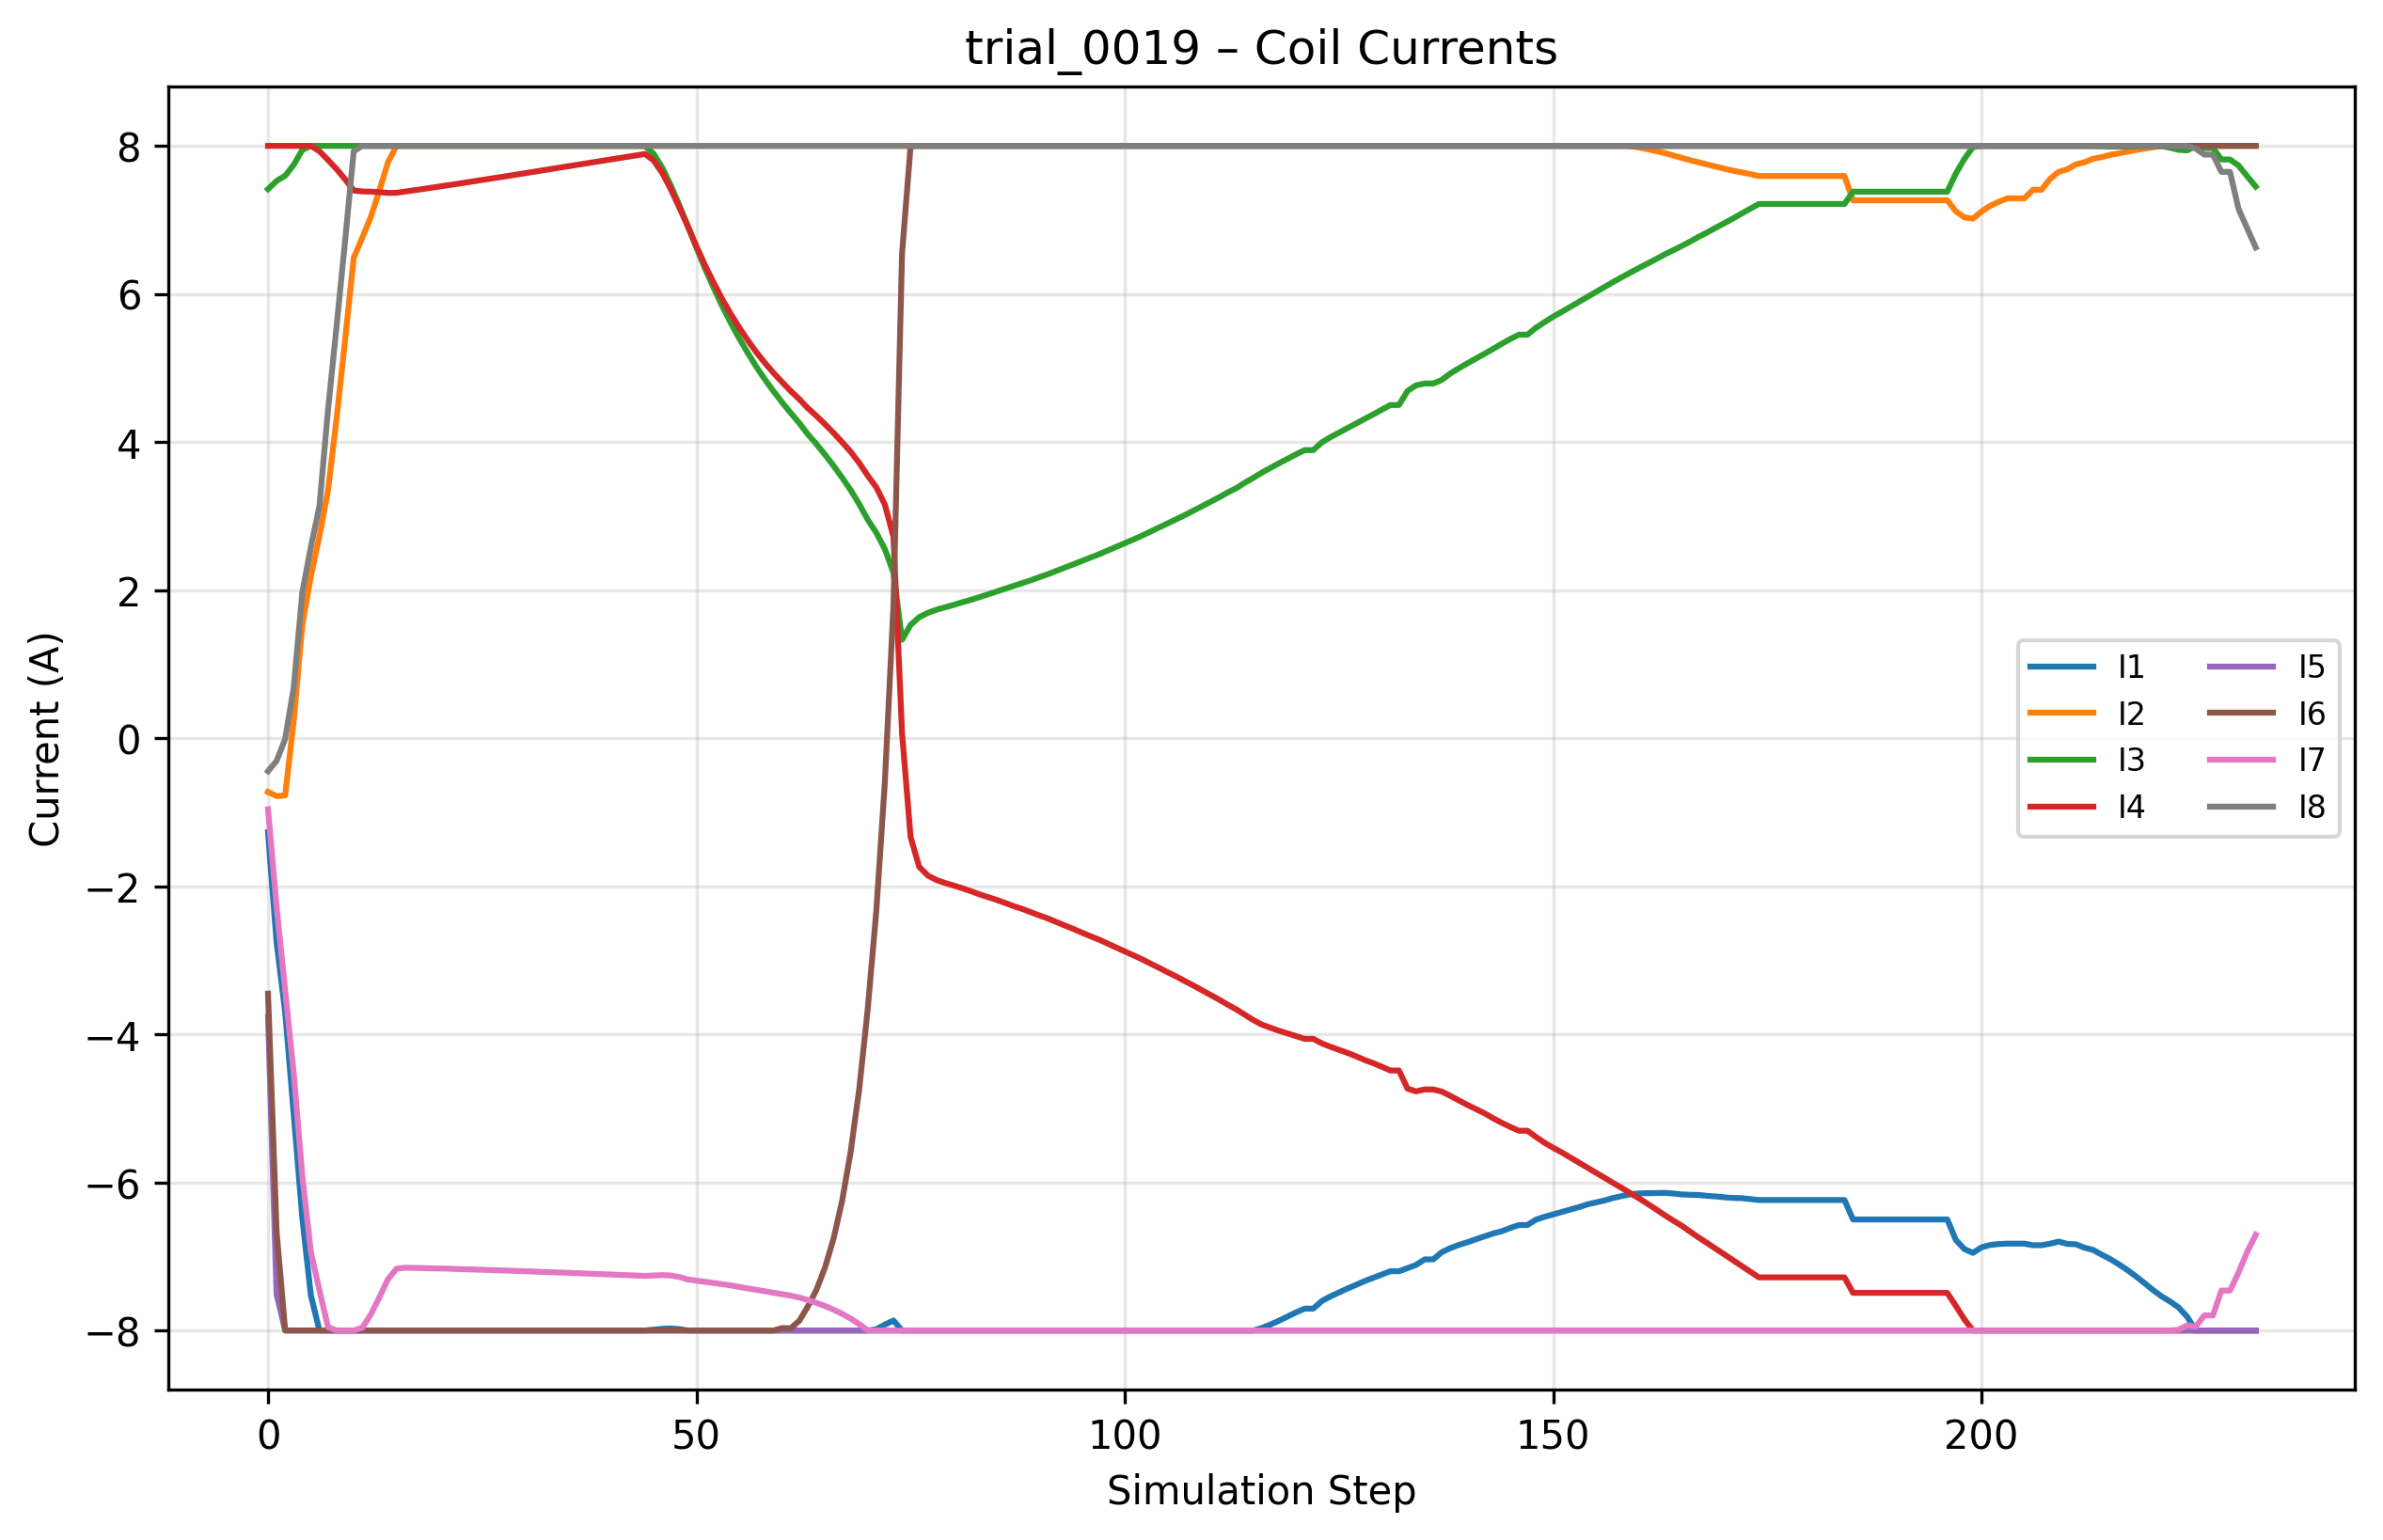 trial_0019 – Coil Currents
Current (A)
8
6
4
2
0
−2
−4
−6
−8
0 50 100 150 200
Simulation Step
I1 I5
I2 I6
I3 I7
I4 I8